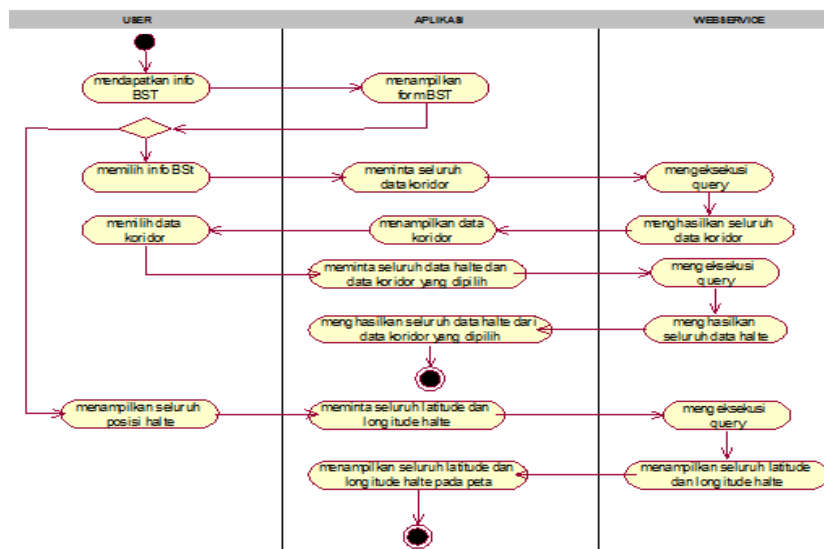 USER
APLIKASI
WEBSERVICE
mendapatkan info
BST
menampilkan
form BST
memilih info BSt
meminta seluruh
data koridor
mengeksekusi
query
memilih data
koridor
menampilkan data
koridor
menghasilkan seluruh
data koridor
meminta seluruh data halte dan
data koridor yang dipilih
mengeksekusi
query
menghasilkan seluruh data halte dari
data koridor yang dipilih
menghasilkan
seluruh data halte
menampilkan seluruh
posisi halte
meminta seluruh latitude dan
longitude halte
mengeksekusi
query
menampilkan seluruh latitude dan
longitude halte pada peta
menampilkan seluruh latitude
dan longitude halte